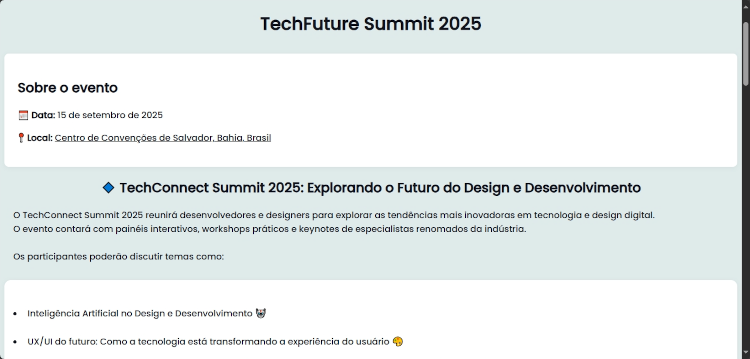 TechFuture Summit 2025
Sobre o evento
📅 Data: 15 de setembro de 2025
📍 Local: Centro de Convenções de Salvador, Bahia, Brasil
🔷 TechConnect Summit 2025: Explorando o Futuro do Design e Desenvolvimento
O TechConnect Summit 2025 reunirá desenvolvedores e designers para explorar as tendências mais inovadoras em tecnologia e design digital.
O evento contará com painéis interativos, workshops práticos e keynotes de especialistas renomados da indústria.
Os participantes poderão discutir temas como:
• Inteligência Artificial no Design e Desenvolvimento
• UX/UI do futuro: Como a tecnologia está transformando a experiência do usuário